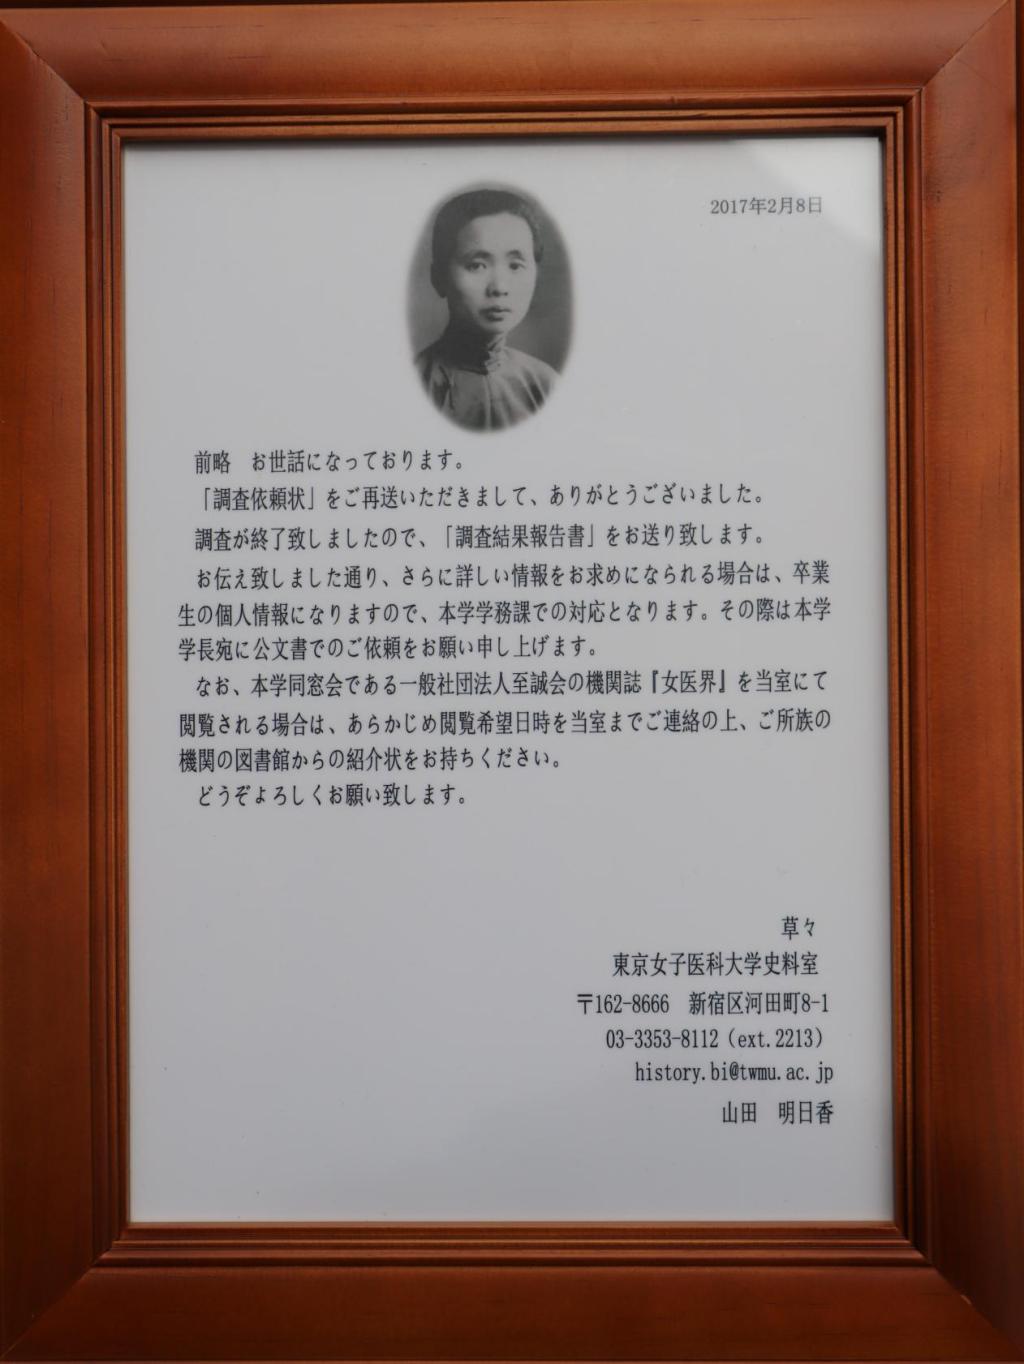 2017年2月8日
前略　お世話になっております。
「調査依頼状」をご再送いただきまして、ありがとうございました。
調査が終了致しましたので、「調査結果報告書」をお送り致します。
お伝え致しました通り、さらに詳しい情報をお求めになられる場合は、卒業
生の個人情報になりますので、本学学務課での対応となります。その際は本学
学長宛に公文書でのご依頼をお願い申し上げます。
なお、本学同窓会である一般社団法人至誠会の機関誌『女医界』を当室にて
閲覧される場合は、あらかじめ閲覧希望日時を当室までご連絡の上、ご所族の
機関の図書館からの紹介状をお持ちください。
どうぞよろしくお願い致します。
草々
東京女子医科大学史料室
〒162-8666　新宿区河田町8-1
03-3353-8112（ext.2213）
history.bi@twmu.ac.jp
山田　明日香